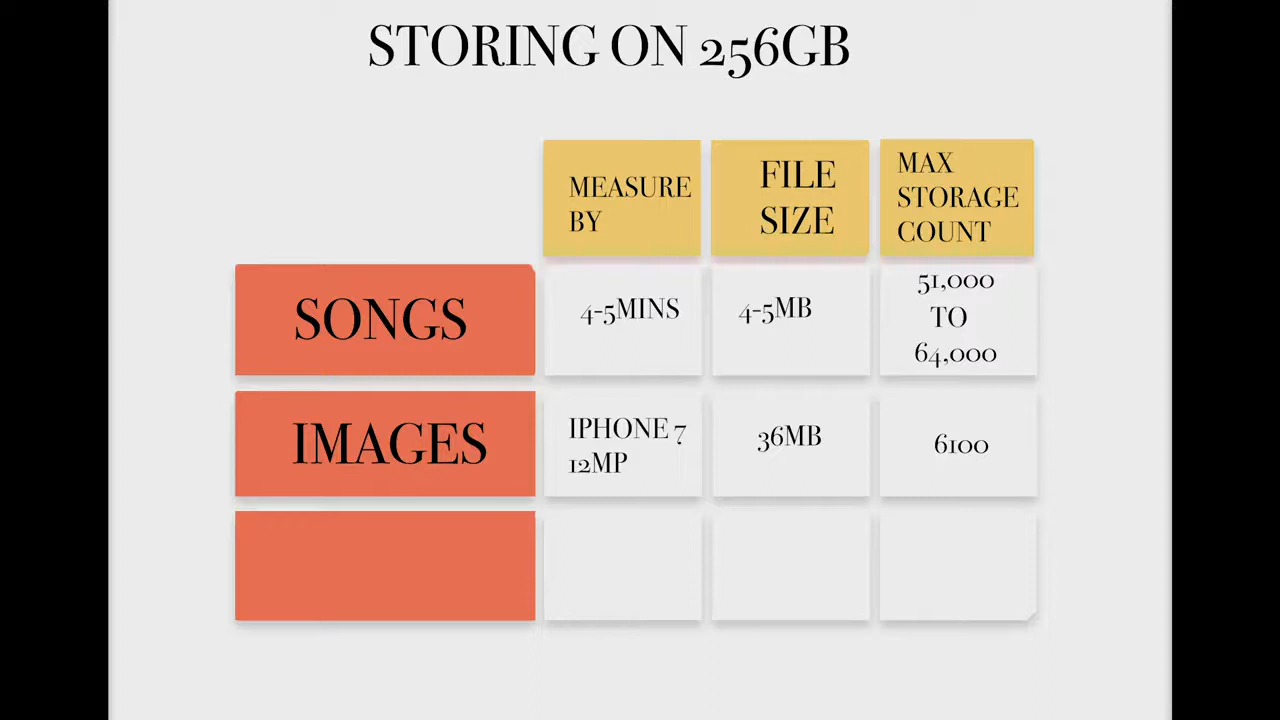 STORING ON 256GB
MEASURE
BY
FILE
SIZE
MAX
STORAGE
COUNT
SONGS
4-5MINS
4-5MB
51,000
TO
64,000
IMAGES
IPHONE 7
12MP
36MB
6100